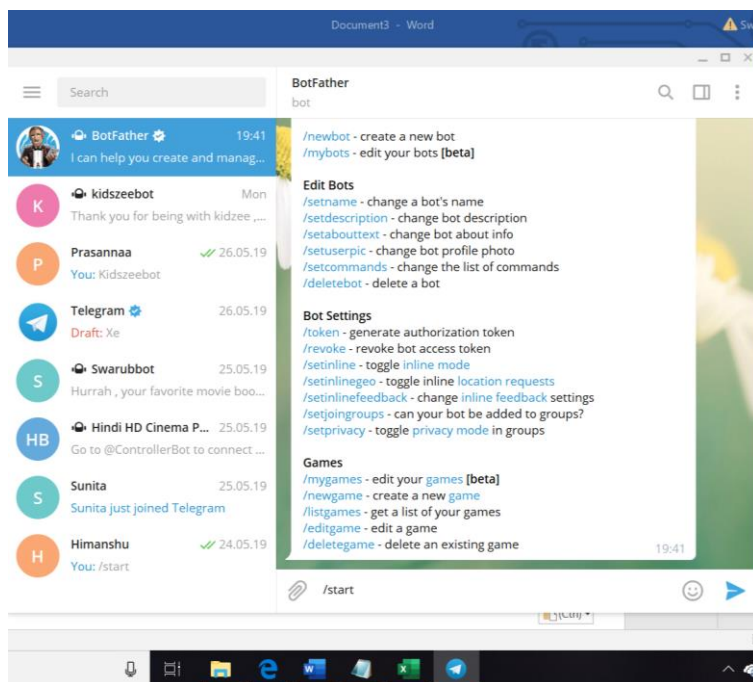 Document3 - Word
Sw
Search
BotFather
19:41
I can help you create and manag...
kidszeebot
Mon
Thank you for being with kidzee ,...
Prasannaa
26.05.19
You: Kidszeebot
Telegram
26.05.19
Draft: Xe
Swarubbot
25.05.19
Hurrah , your favorite movie boo...
Hindi HD Cinema P...
25.05.19
Go to @ControllerBot to connect ...
Sunita
25.05.19
Sunita just joined Telegram
Himanshu
24.05.19
You: /start
K
P
S
HB
S
H
BotFather
bot
/newbot - create a new bot
/mybots - edit your bots [beta]
Edit Bots
/setname - change a bot's name
/setdescription - change bot description
/setabouttext - change bot about info
/setuserpic - change bot profile photo
/setcommands - change the list of commands
/deletebot - delete a bot
Bot Settings
/token - generate authorization token
/revoke - revoke bot access token
/setinline - toggle inline mode
/setinlinegeo - toggle inline location requests
/setinlinefeedback - change inline feedback settings
/setjoingroups - can your bot be added to groups?
/setprivacy - toggle privacy mode in groups
Games
/mygames - edit your games [beta]
/newgame - create a new game
/listgames - get a list of your games
/editgame - edit a game
/deletegame - delete an existing game
19:41
/start
(Ctrl)